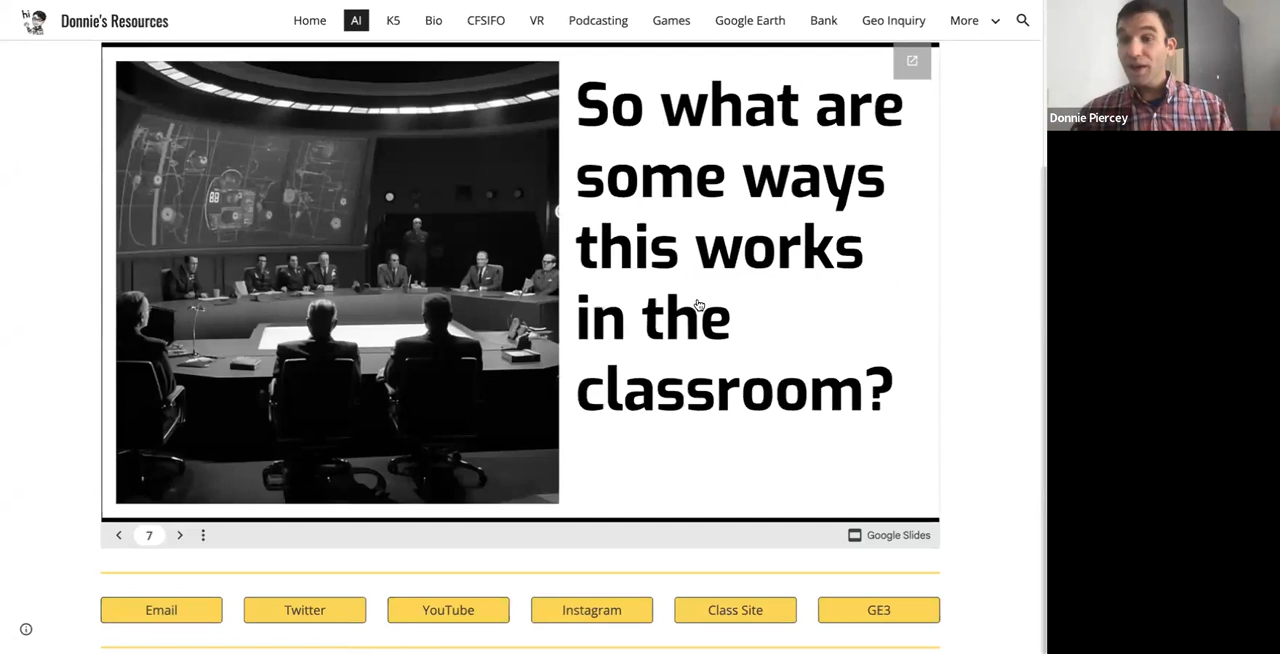 Donnie's Resources
Home AI K5 Bio CFSIFO VR Podcasting Games Google Earth Bank Geo Inquiry More
Donnie Piercey
So what are
some ways
this works
in the
classroom?
7
Google Slides
Email Twitter YouTube Instagram Class Site GE3